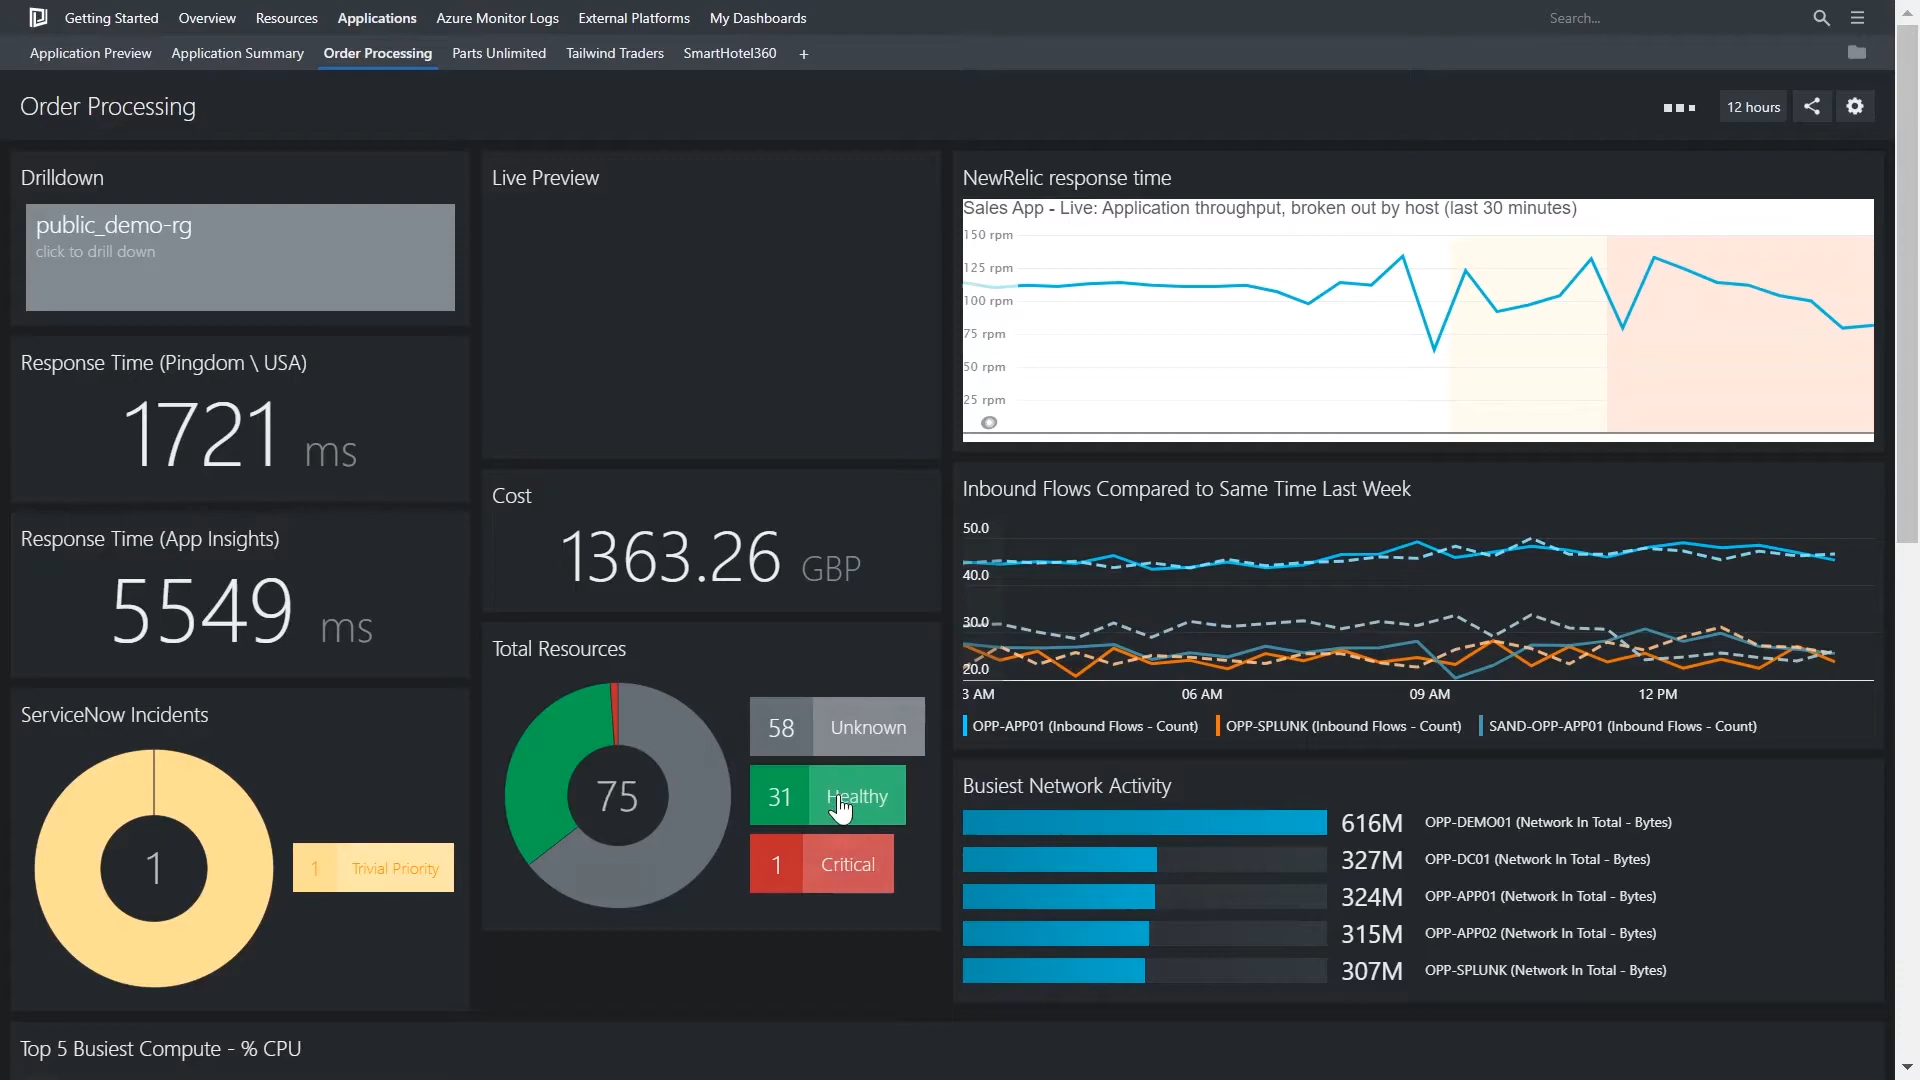 Getting Started Overview Resources Applications Azure Monitor Logs External Platforms My Dashboards Search...
Application Preview Application Summary Order Processing Parts Unlimited Tailwind Traders SmartHotel360 +
Order Processing
12 hours
Drilldown
public_demo-rg
click to drill down
Response Time (Pingdom \ USA)
1721 ms
Response Time (App Insights)
5549 ms
ServiceNow Incidents
1
1 Trivial Priority
Live Preview
Cost
1363.26 GBP
Total Resources
75
58 Unknown
31 Healthy
1 Critical
NewRelic response time
Sales App - Live: Application throughput, broken out by host (last 30 minutes)
150 rpm
125 rpm
100 rpm
75 rpm
50 rpm
25 rpm
Inbound Flows Compared to Same Time Last Week
50.0
40.0
30.0
20.0
3 AM 06 AM 09 AM 12 PM
OPP-APP01 (Inbound Flows - Count) OPP-SPLUNK (Inbound Flows - Count) SAND-OPP-APP01 (Inbound Flows - Count)
Busiest Network Activity
616M OPP-DEMO01 (Network In Total - Bytes)
327M OPP-DC01 (Network In Total - Bytes)
324M OPP-APP01 (Network In Total - Bytes)
315M OPP-APP02 (Network In Total - Bytes)
307M OPP-SPLUNK (Network In Total - Bytes)
Top 5 Busiest Compute - % CPU